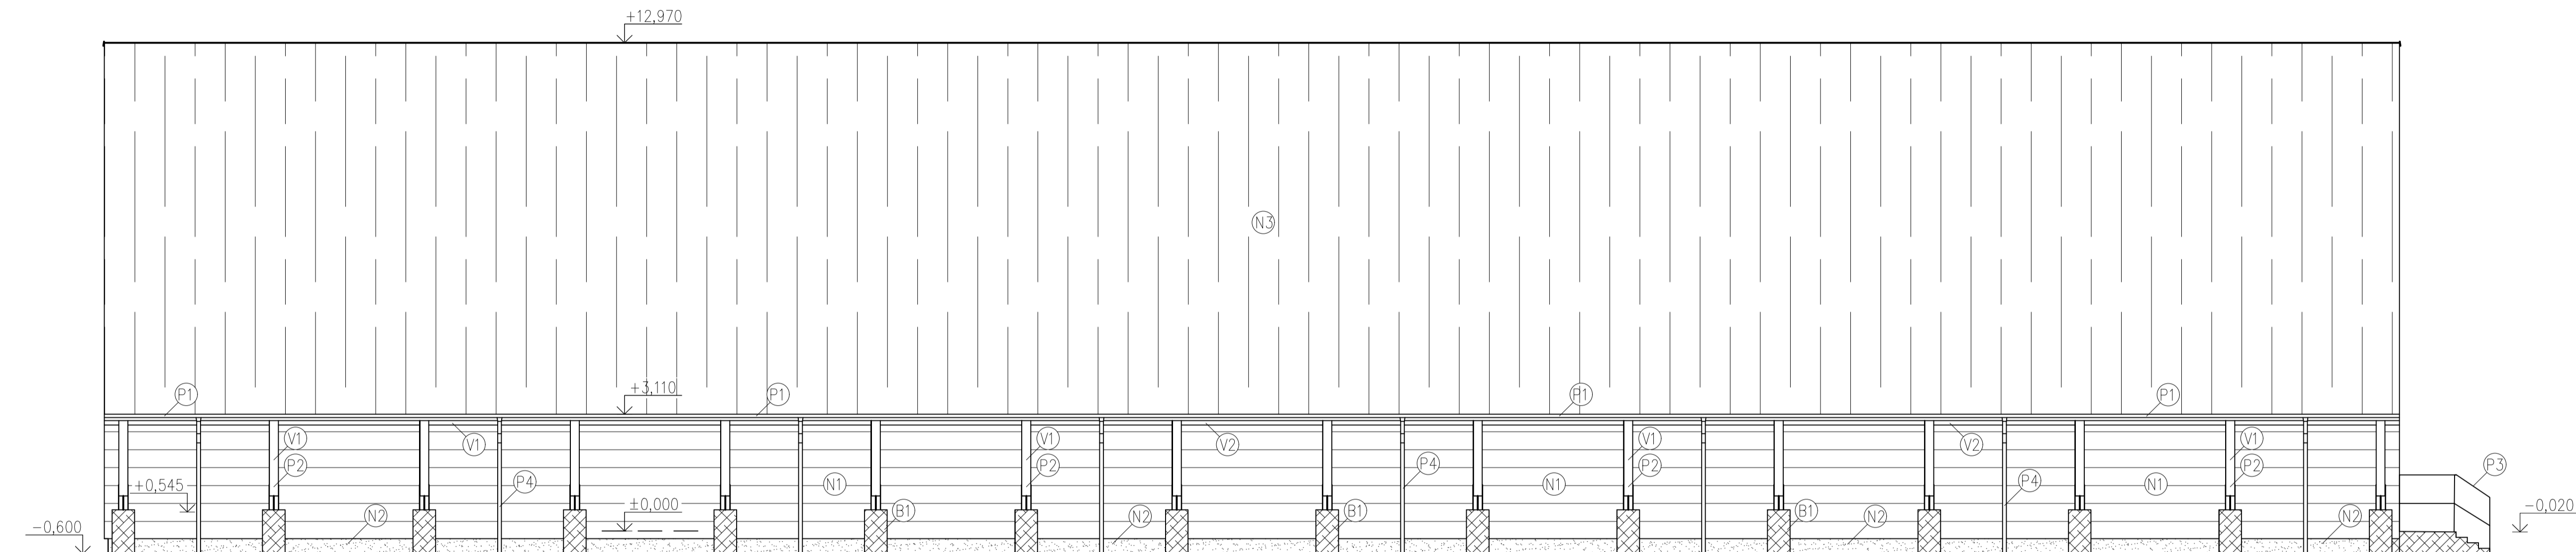 +12,970
N3
P1
+3,110
P1
P1
P1
V1
V1
V1
V2
V1
V2
V1
P2
P4
P2
P4
P2
P4
P2
P3
+0,545
N1
N1
N1
±0,000
B1
B1
B1
-0,020
-0,600
N2
N2
N2
N2